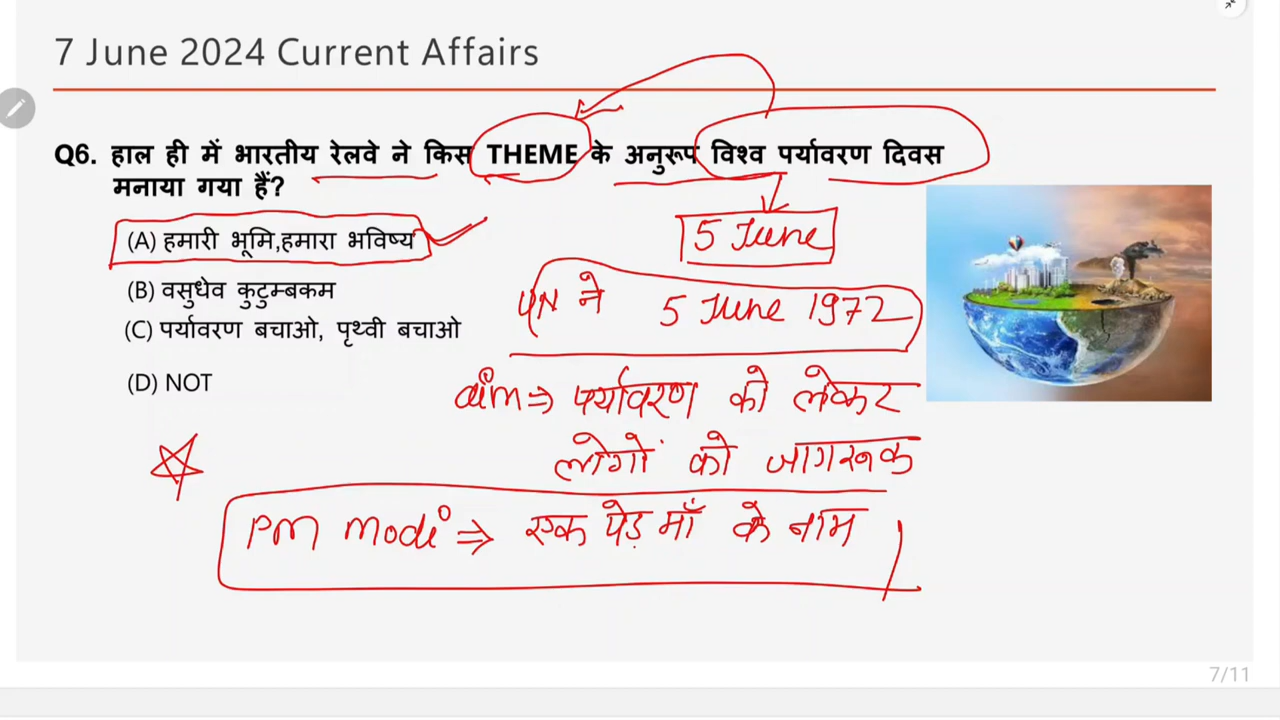 7 June 2024 Current Affairs
Q6. हाल ही में भारतीय रेलवे ने किस THEME के अनुरूप विश्व पर्यावरण दिवस
मनाया गया हैं?
(A) हमारी भूमि,हमारा भविष्य
5 June
(B) वसुधेव कुटुम्बकम
UN ने 5 June 1972
(C) पर्यावरण बचाओ, पृथ्वी बचाओ
(D) NOT
aim ⇒ पर्यावरण को लेकर
लोगों को जागरूक
PM Modi ⇒ एक पेड़ माँ के नाम
7/11